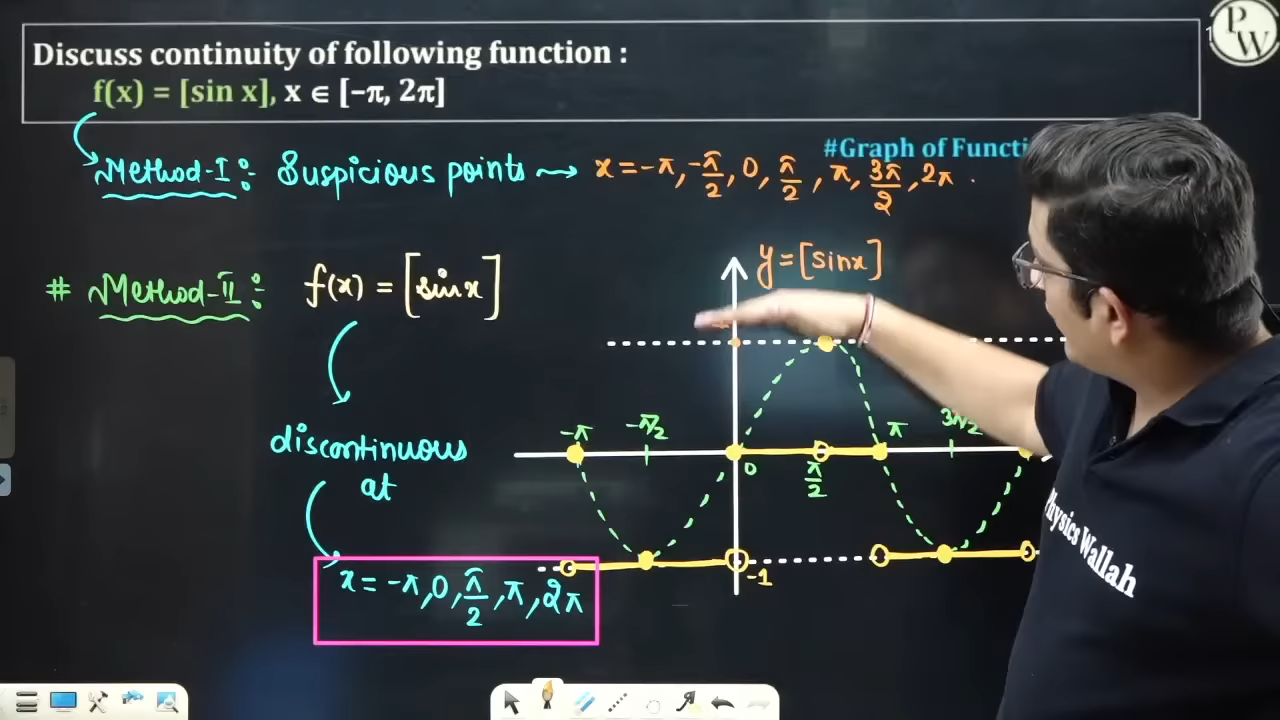 Discuss continuity of following function :
f(x) = [sin x], x ∈ [−π, 2π]
PW
#Graph of Functi
Method-I :- Suspicious points → x = -π, -π/2, 0, π/2, π, 3π/2, 2π .
# Method-II : f(x) = [sin x]
y = [sinx]
discontinuous
at
x = -π, 0, π/2, π, 2π
-π
-π/2
0
π/2
π
3π/2
-1
Physics Wallah